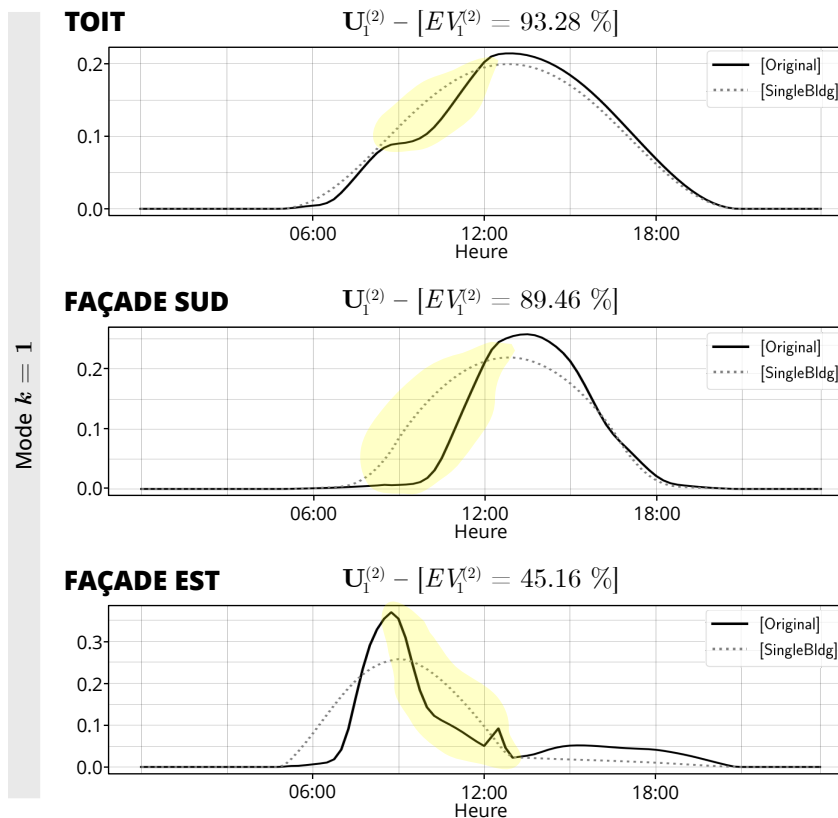 TOIT
U₁⁽²⁾ – [EV₁⁽²⁾ = 93.28 %]
[Original]
[SingleBldg]
0.2
0.1
0.0
06:00 12:00 18:00
Heure
FAÇADE SUD
U₁⁽²⁾ – [EV₁⁽²⁾ = 89.46 %]
[Original]
[SingleBldg]
0.2
0.1
0.0
06:00 12:00 18:00
Heure
Mode k = 1
FAÇADE EST
U₁⁽²⁾ – [EV₁⁽²⁾ = 45.16 %]
[Original]
[SingleBldg]
0.3
0.2
0.1
0.0
06:00 12:00 18:00
Heure